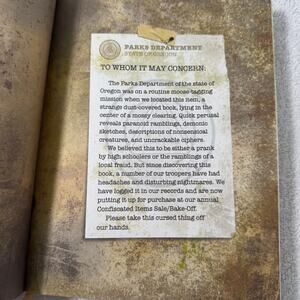 PARKS DEPARTMENT
STATE OF OREGON
TO WHOM IT MAY CONCERN:
The Parks Department of the state of
Oregon was on a routine moose-tagging
mission when we located this item, a
strange dust-covered book, lying in the
center of a mossy clearing. Quick perusal
reveals paranoid ramblings, demonic
sketches, descriptions of nonsensical
creatures, and uncrackable ciphers.
We believed this to be either a prank
by high schoolers or the ramblings of a
local fraud. But since discovering this
book, a number of our troopers have had
headaches and disturbing nightmares. We
have logged it in our records and are now
putting it up for purchase at our annual
Confiscated Items Sale/Bake-Off.
Please take this cursed thing off
our hands.